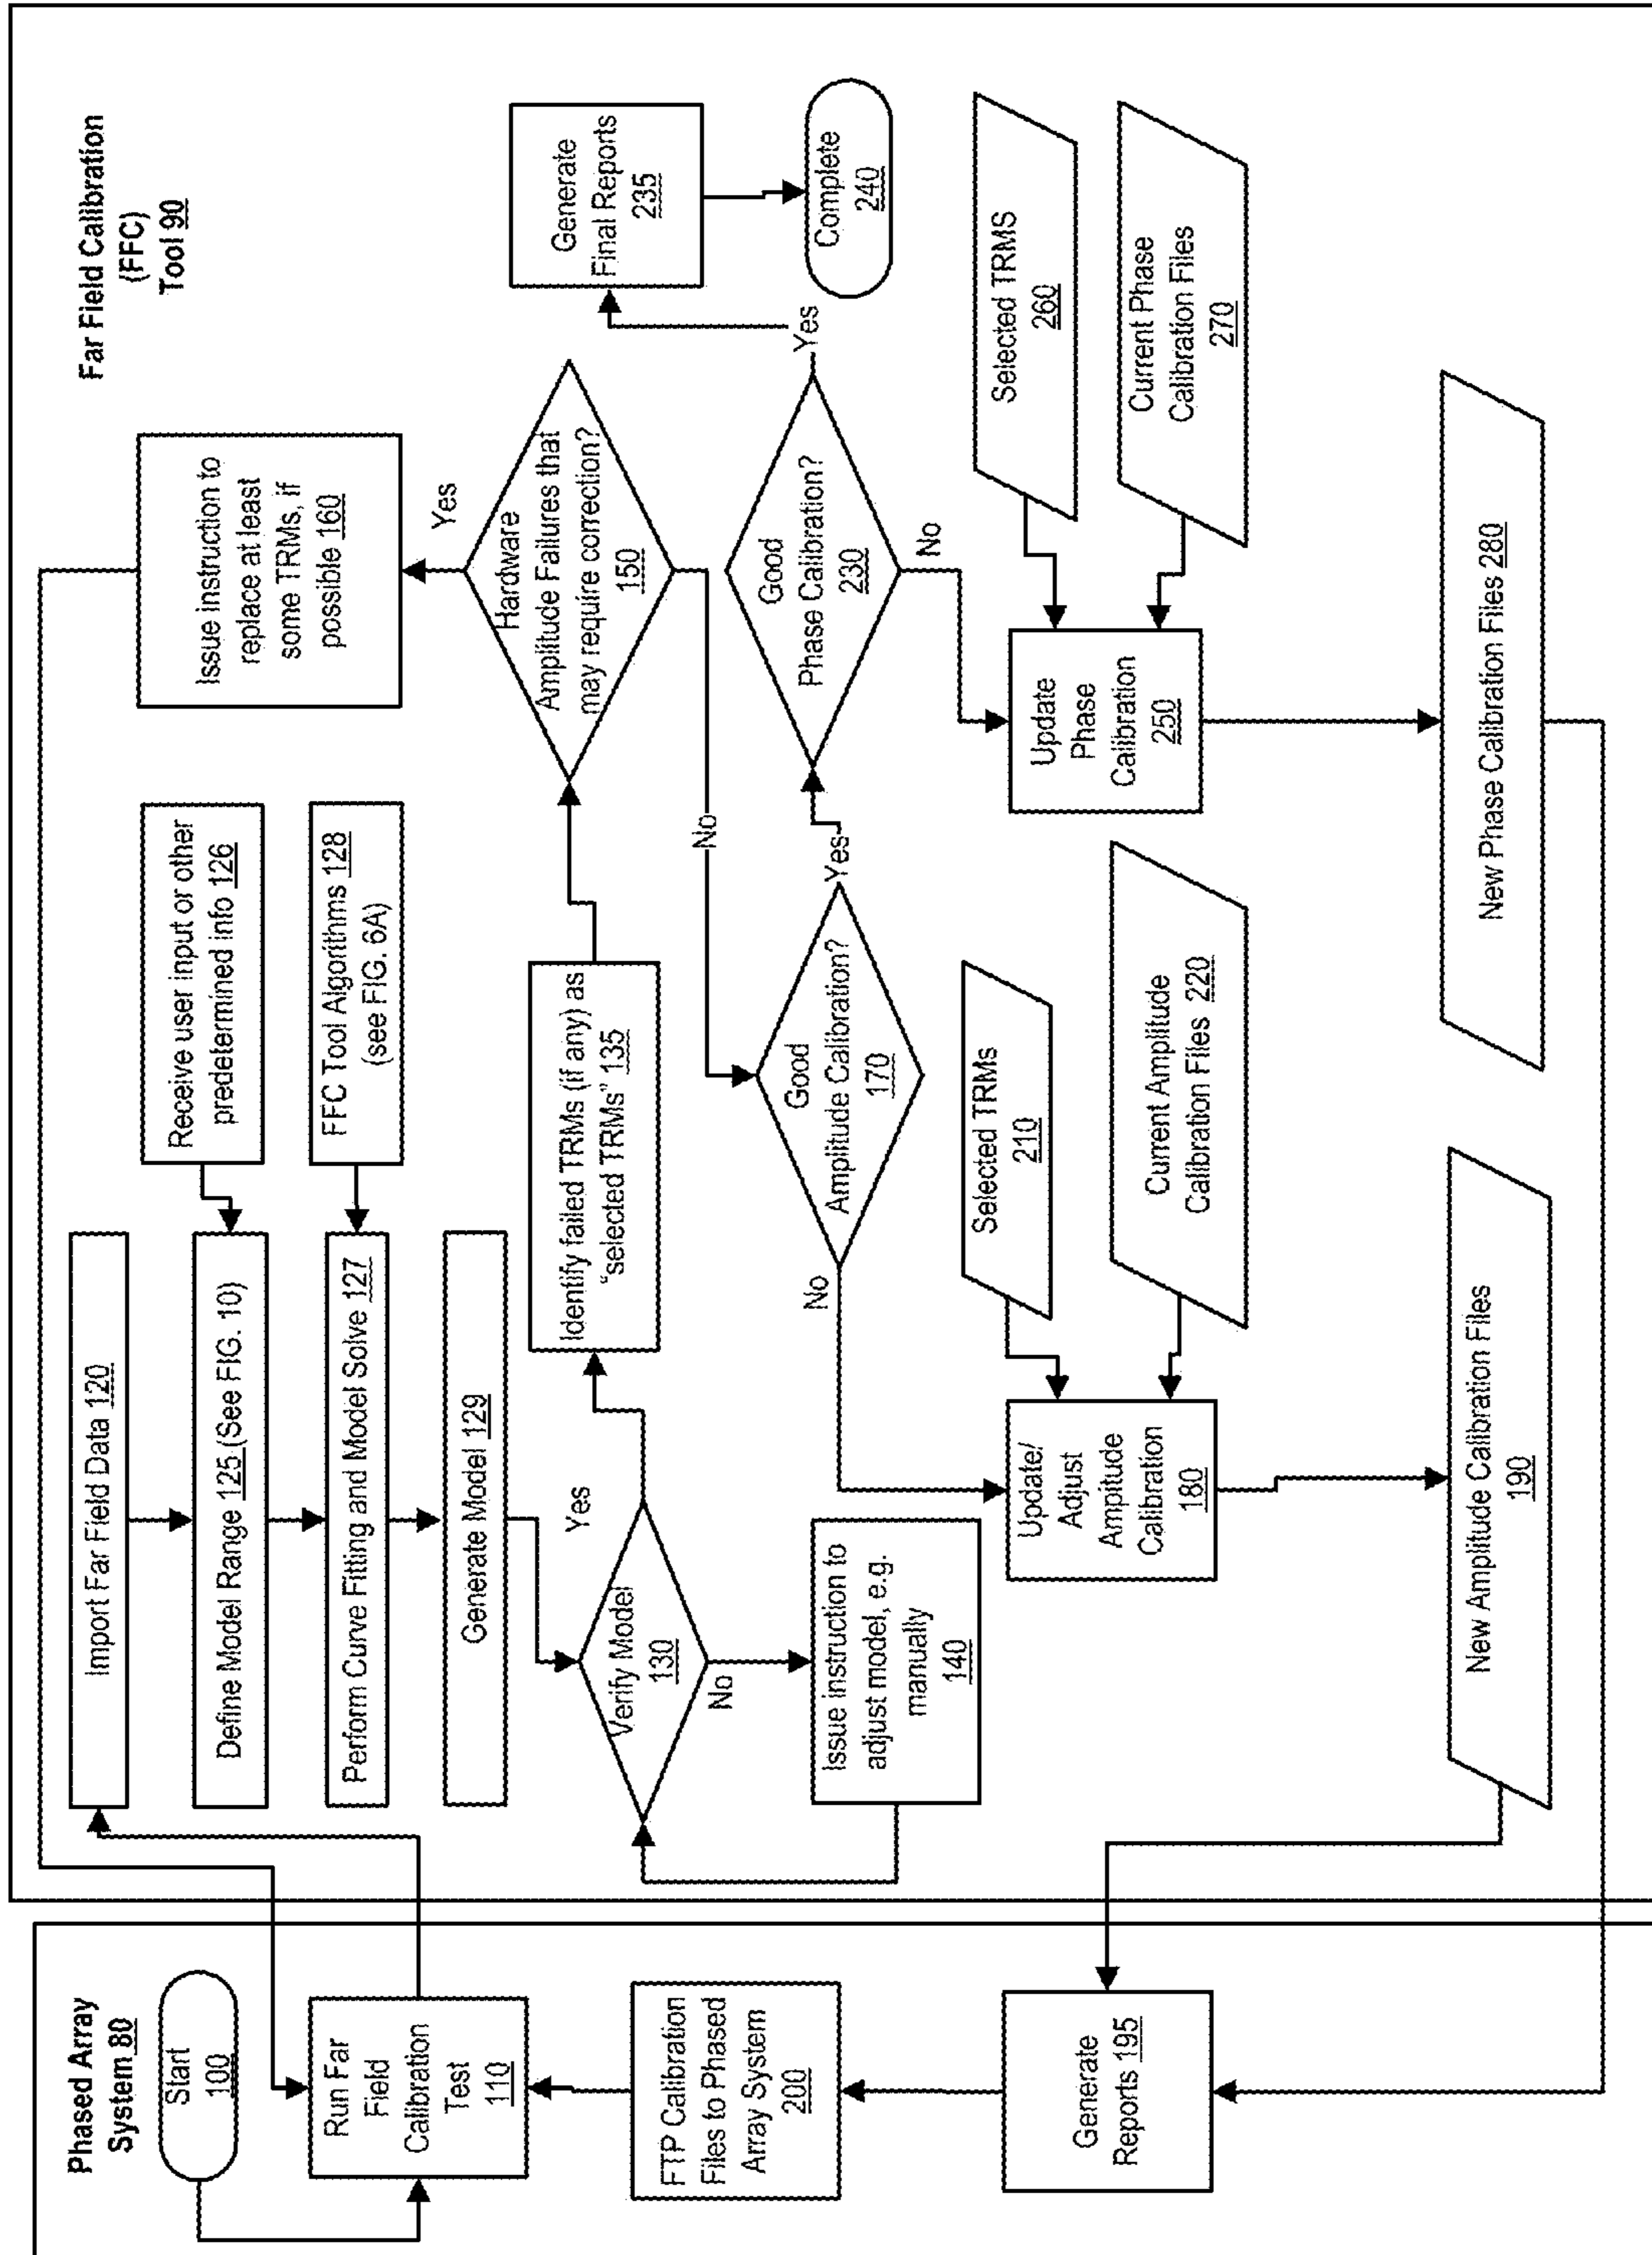 Phased Array
System 80
Start
100
Run Far
Field
Calibration
Test
110
FTP Calibration
Files to Phased
Array System
200
Generate
Reports 195
Far Field Calibration
(FFC)
Tool 90
Import Far Field Data 120
Define Model Range 125 (See FIG. 10)
Receive user input or other
predetermined info 126
Perform Curve Fitting and Model Solve 127
FFC Tool Algorithms 128
(see FIG. 6A)
Generate Model 129
Verify Model
130
Yes
No
Issue instruction to
adjust model, e.g.
manually
140
Identify failed TRMs (if any) as
“selected TRMs” 135
Hardware
Amplitude Failures that
may require correction?
150
Yes
No
Issue instruction to
replace at least
some TRMs, if
possible 160
Good
Amplitude Calibration?
170
No
Yes
Update/
Adjust
Ampitude
Calibration
180
Selected TRMs
210
Current Amplitude
Calibration Files 220
New Amplitude Calibration Files
190
Good
Phase Calibration?
230
Yes
No
Generate
Final Reports
235
Complete
240
Update
Phase
Calibration
250
Selected TRMS
260
Current Phase
Calibration Files
270
New Phase Calibration Files 280